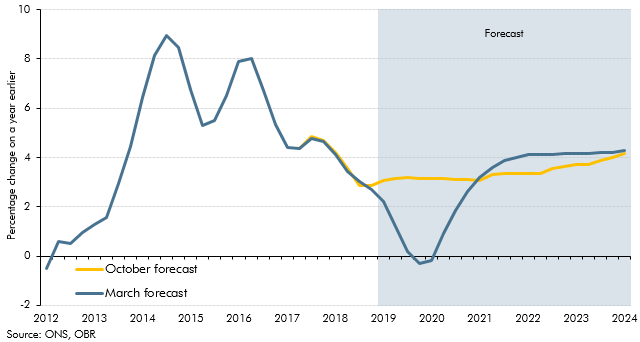 10
8
6
4
2
0
-2
Percentage change on a year earlier
Forecast
October forecast
March forecast
2012 2013 2014 2015 2016 2017 2018 2019 2020 2021 2022 2023 2024
Source: ONS, OBR